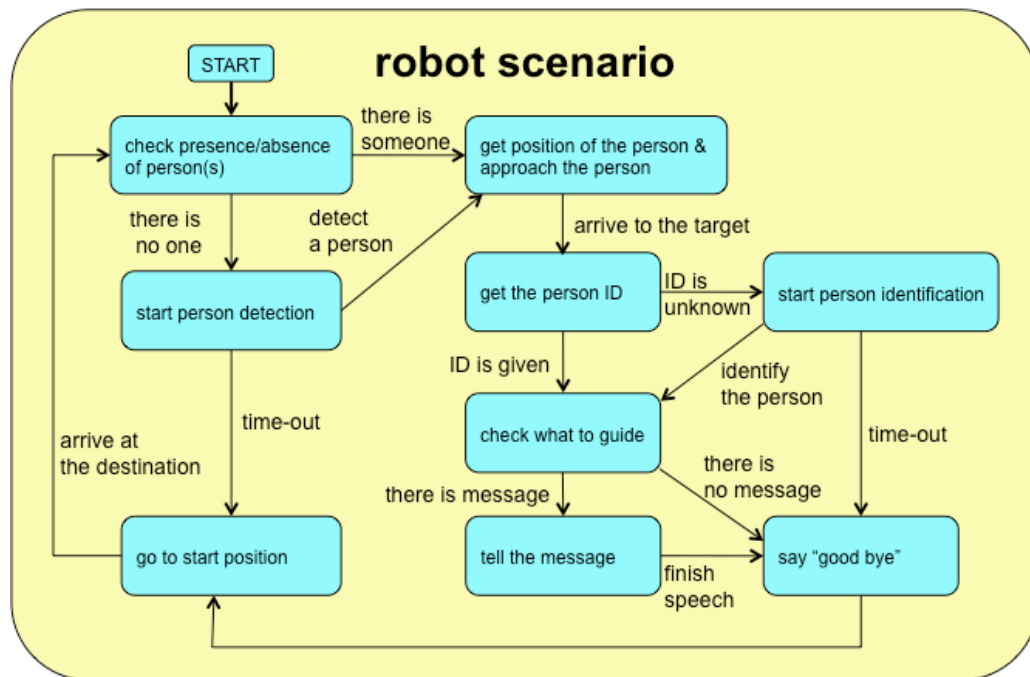 robot scenario
START
there is
someone
check presence/absence
of person(s)
get position of the person &
approach the person
there is
no one
detect
a person
arrive to the target
start person detection
get the person ID
ID is
unknown
start person identification
ID is given
identify
the person
time-out
arrive at
the destination
check what to guide
time-out
there is message
there is
no message
go to start position
tell the message
finish
speech
say “good bye”